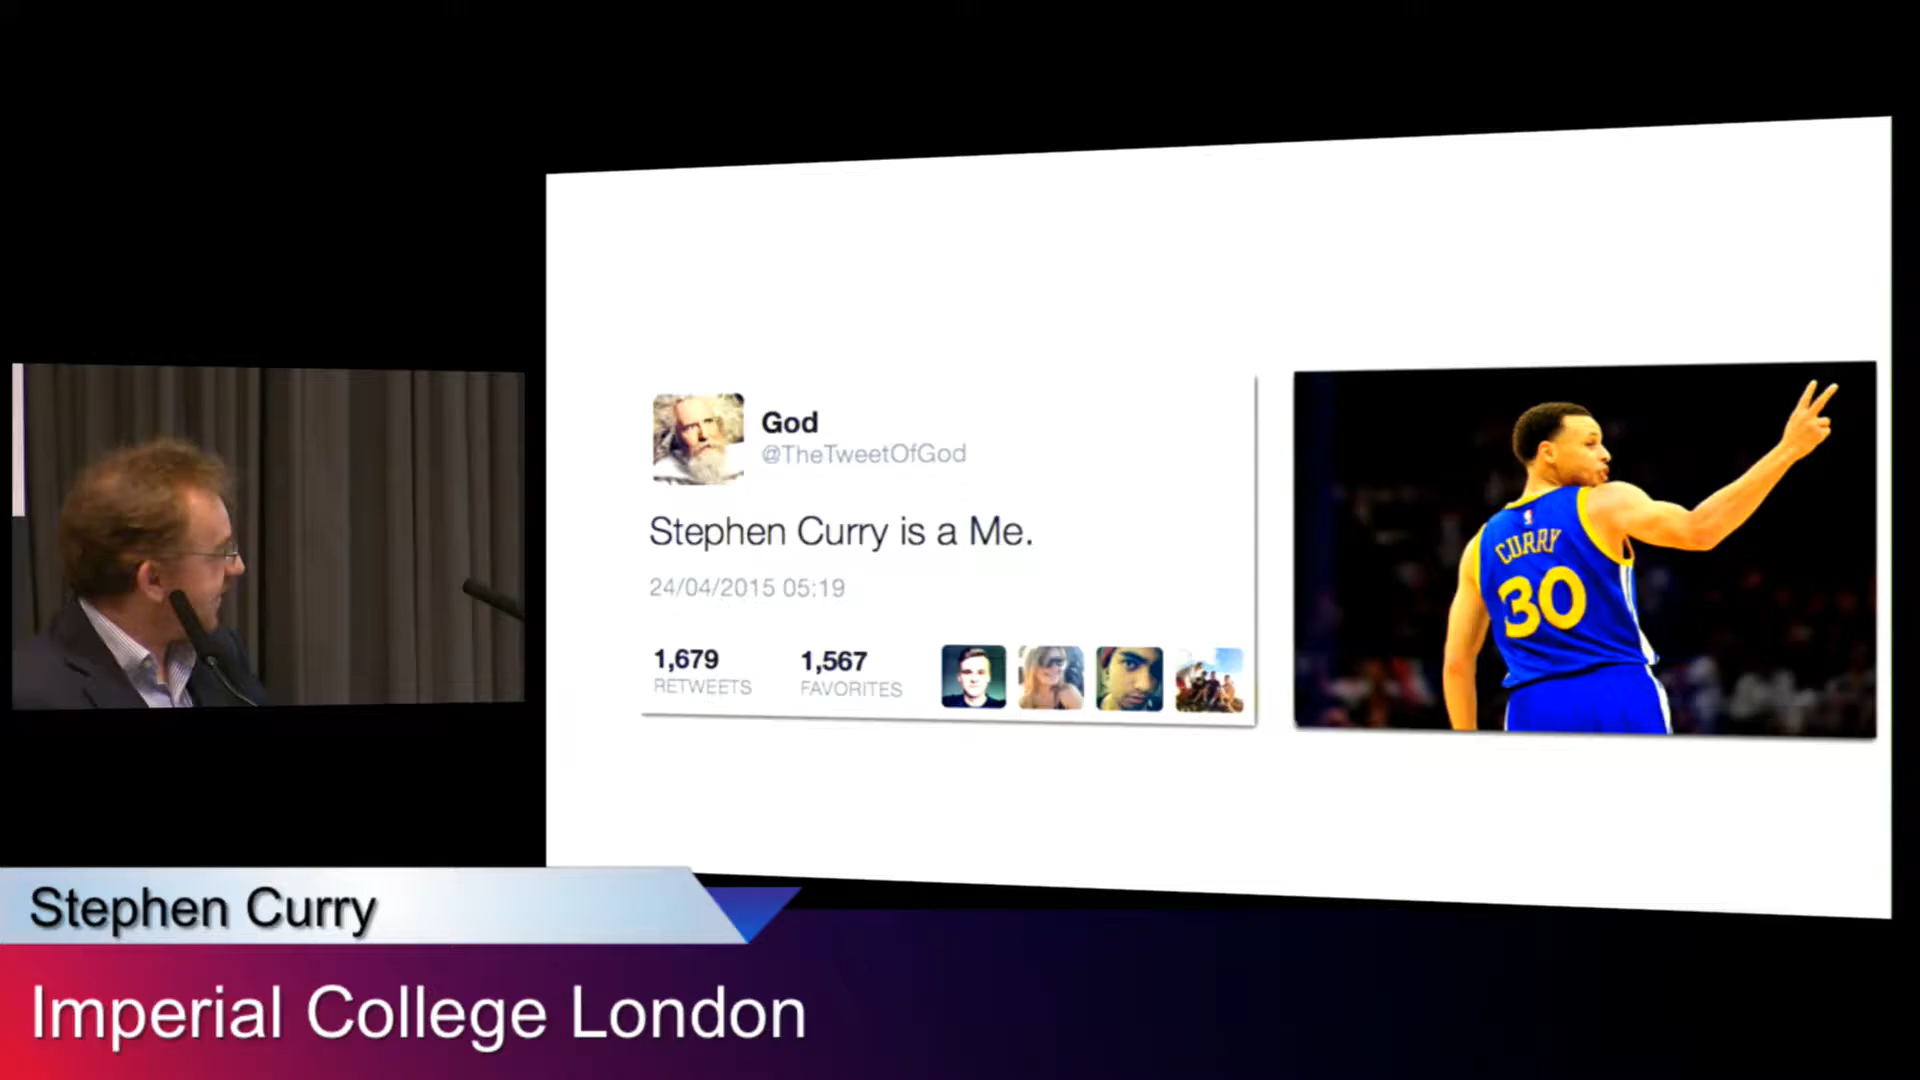 God
@TheTweetOfGod
Stephen Curry is a Me.
24/04/2015 05:19
1,679
RETWEETS
1,567
FAVORITES
CURRY
30
Stephen Curry
Imperial College London